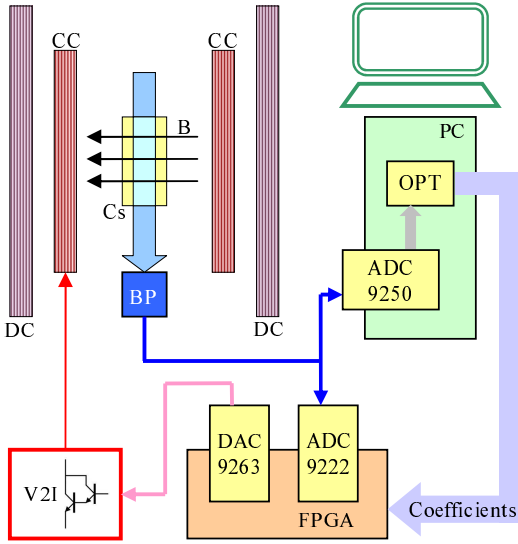 CC
CC
B
PC
OPT
Cs
ADC
9250
BP
DC
DC
DAC
9263
ADC
9222
V2I
Coefficients
FPGA